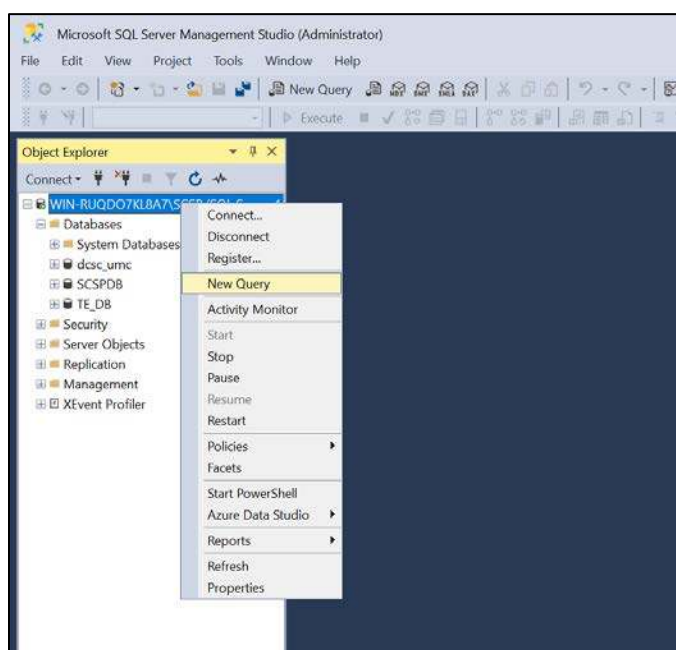 Microsoft SQL Server Management Studio (Administrator)
File Edit View Project Tools Window Help
New Query
Execute
Object Explorer
Connect
WIN-RUQDO7KL8A7\
Connect...
Databases
Disconnect
System Databases
Register...
dcsc_umc
SCSPDB
New Query
TE_DB
Activity Monitor
Security
Start
Server Objects
Stop
Replication
Pause
Management
Resume
XEvent Profiler
Restart
Policies
Facets
Start PowerShell
Azure Data Studio
Reports
Refresh
Properties